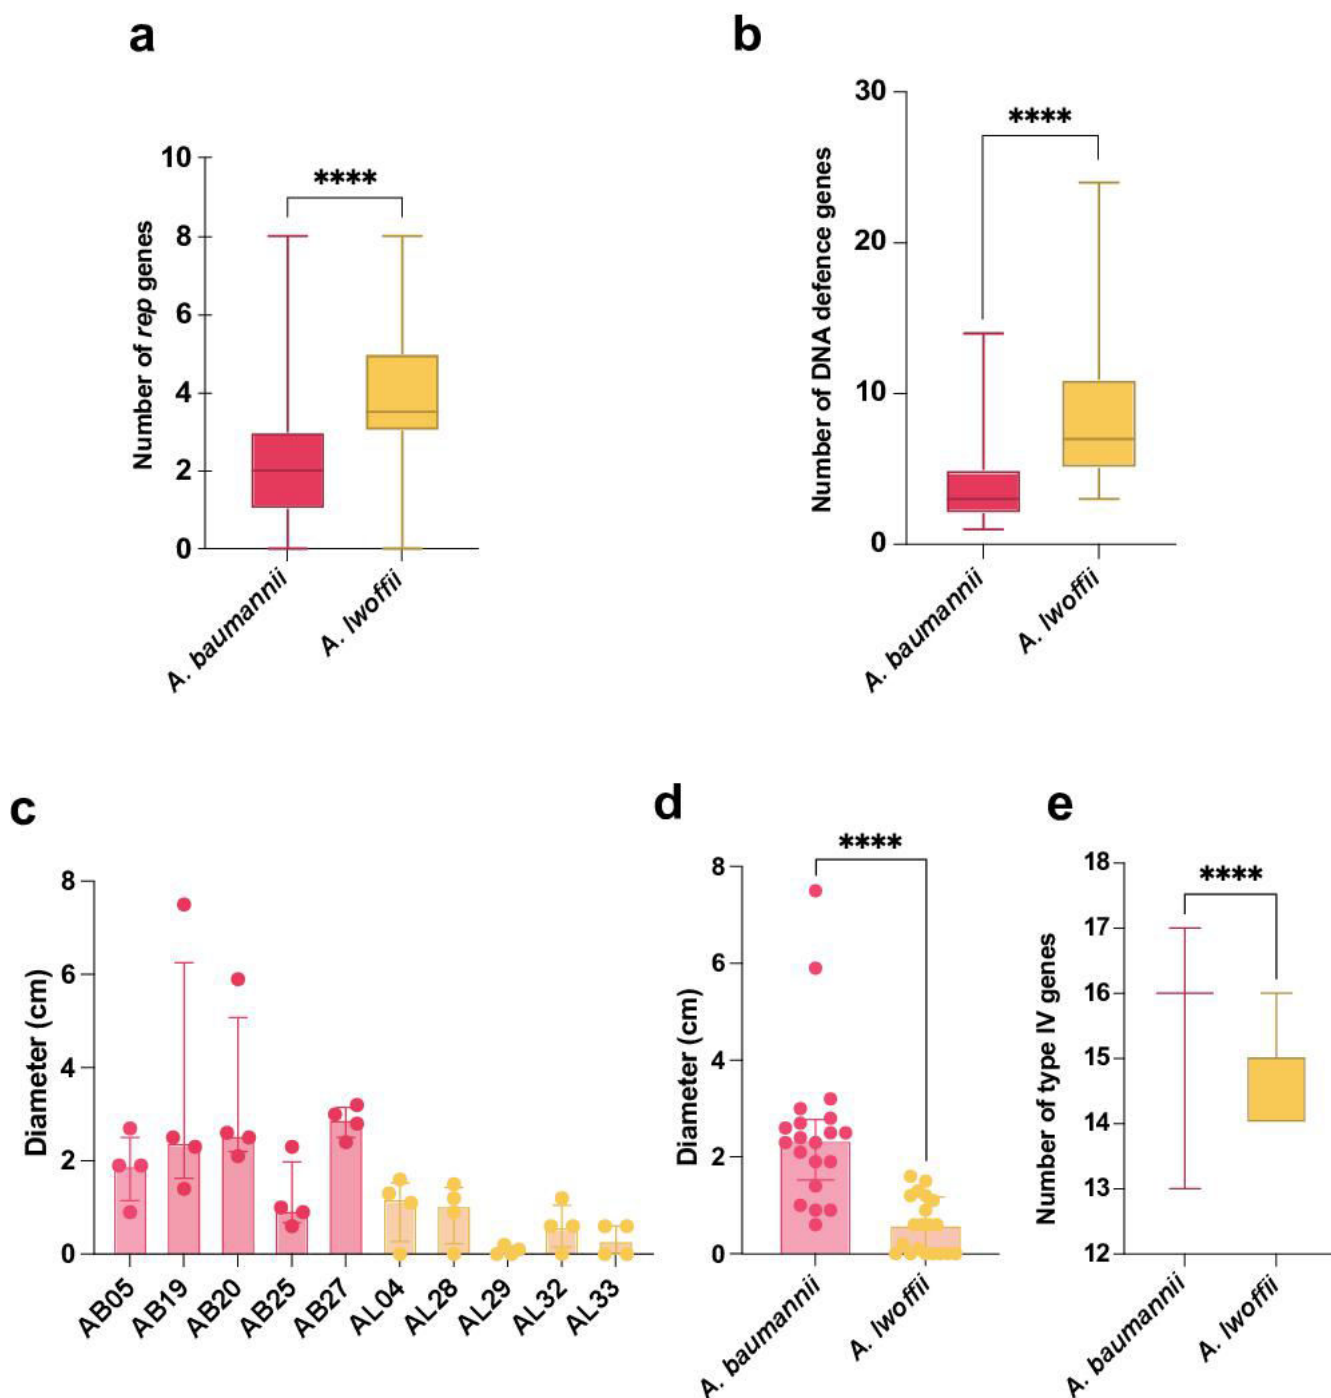 a
10
8
6
4
2
0
Number of rep genes
****
A. baumannii
A. lwoffii
b
30
20
10
0
Number of DNA defence genes
****
A. baumannii
A. lwoffii
c
8
6
4
2
0
Diameter (cm)
AB05
AB19
AB20
AB25
AB27
AL04
AL28
AL29
AL32
AL33
d
8
6
4
2
0
Diameter (cm)
****
A. baumannii
A. lwoffii
e
18
17
16
15
14
13
12
Number of type IV genes
****
A. baumannii
A. lwoffii